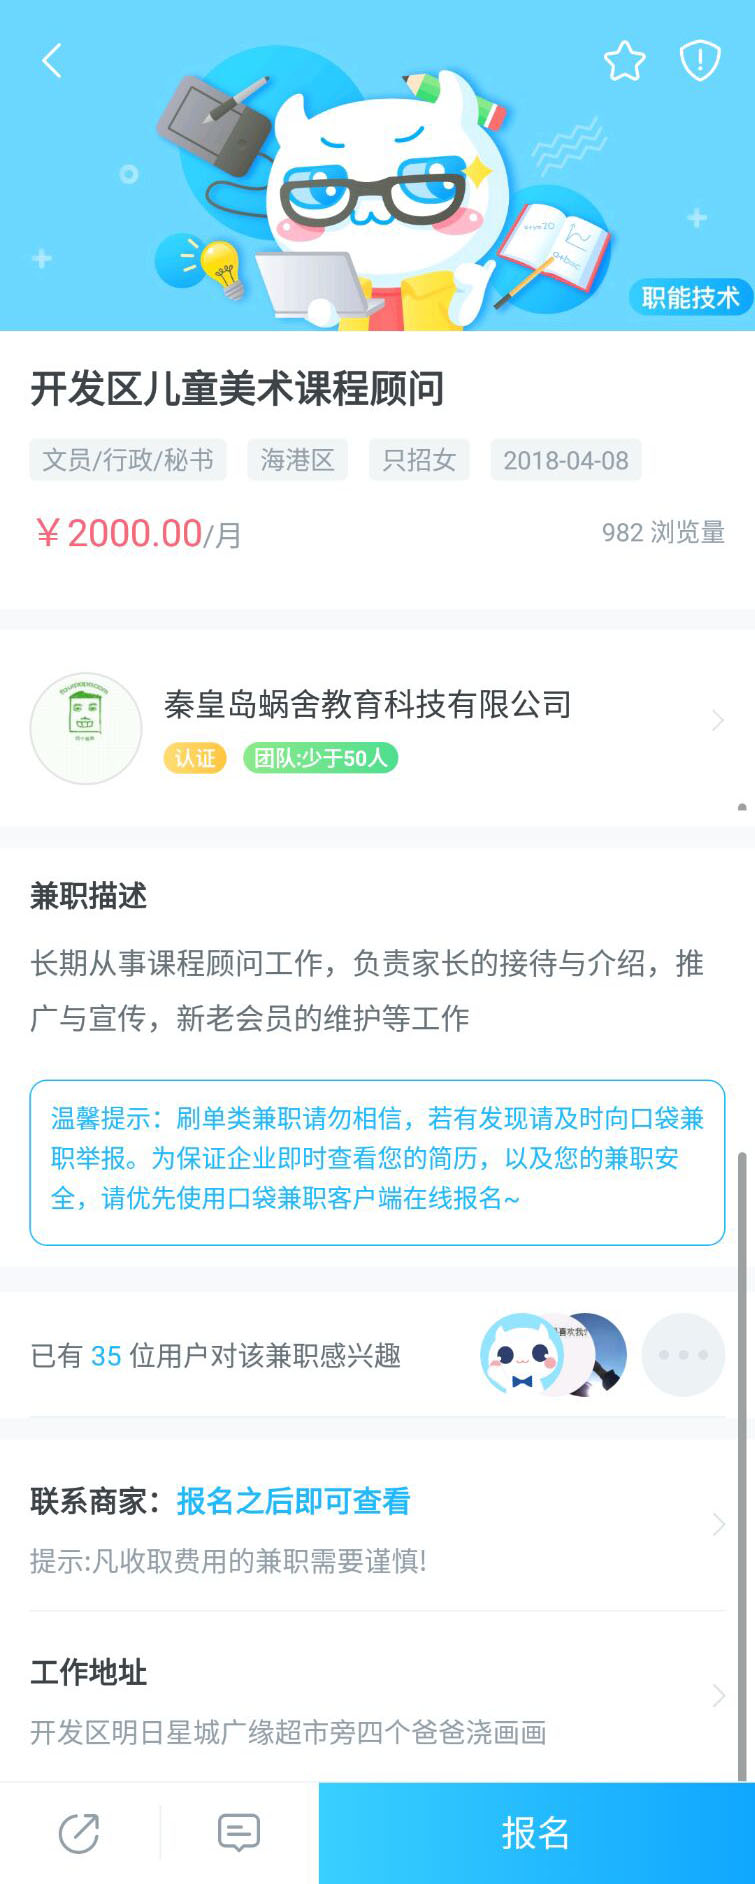 职能技术
开发区儿童美术课程顾问
文员/行政/秘书 海港区 只招女 2018-04-08
￥2000.00/月 982 浏览量
秦皇岛蜗舍教育科技有限公司
认证 团队:少于50人
兼职描述
长期从事课程顾问工作，负责家长的接待与介绍，推
广与宣传，新老会员的维护等工作
温馨提示：刷单类兼职请勿相信，若有发现请及时向口袋兼
职举报。为保证企业即时查看您的简历，以及您的兼职安
全，请优先使用口袋兼职客户端在线报名~
已有 35 位用户对该兼职感兴趣
喜欢我
联系商家：报名之后即可查看
提示:凡收取费用的兼职需要谨慎!
工作地址
开发区明日星城广缘超市旁四个爸爸浇画画
报名